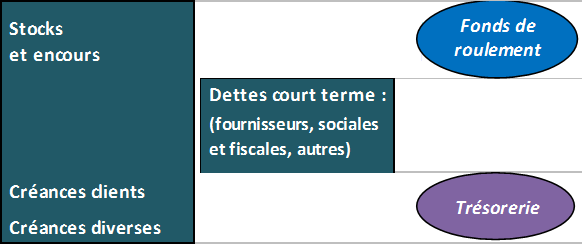 Stocks
et encours
Fonds de
roulement
Dettes court terme :
(fournisseurs, sociales
et fiscales, autres)
Créances clients
Créances diverses
Trésorerie